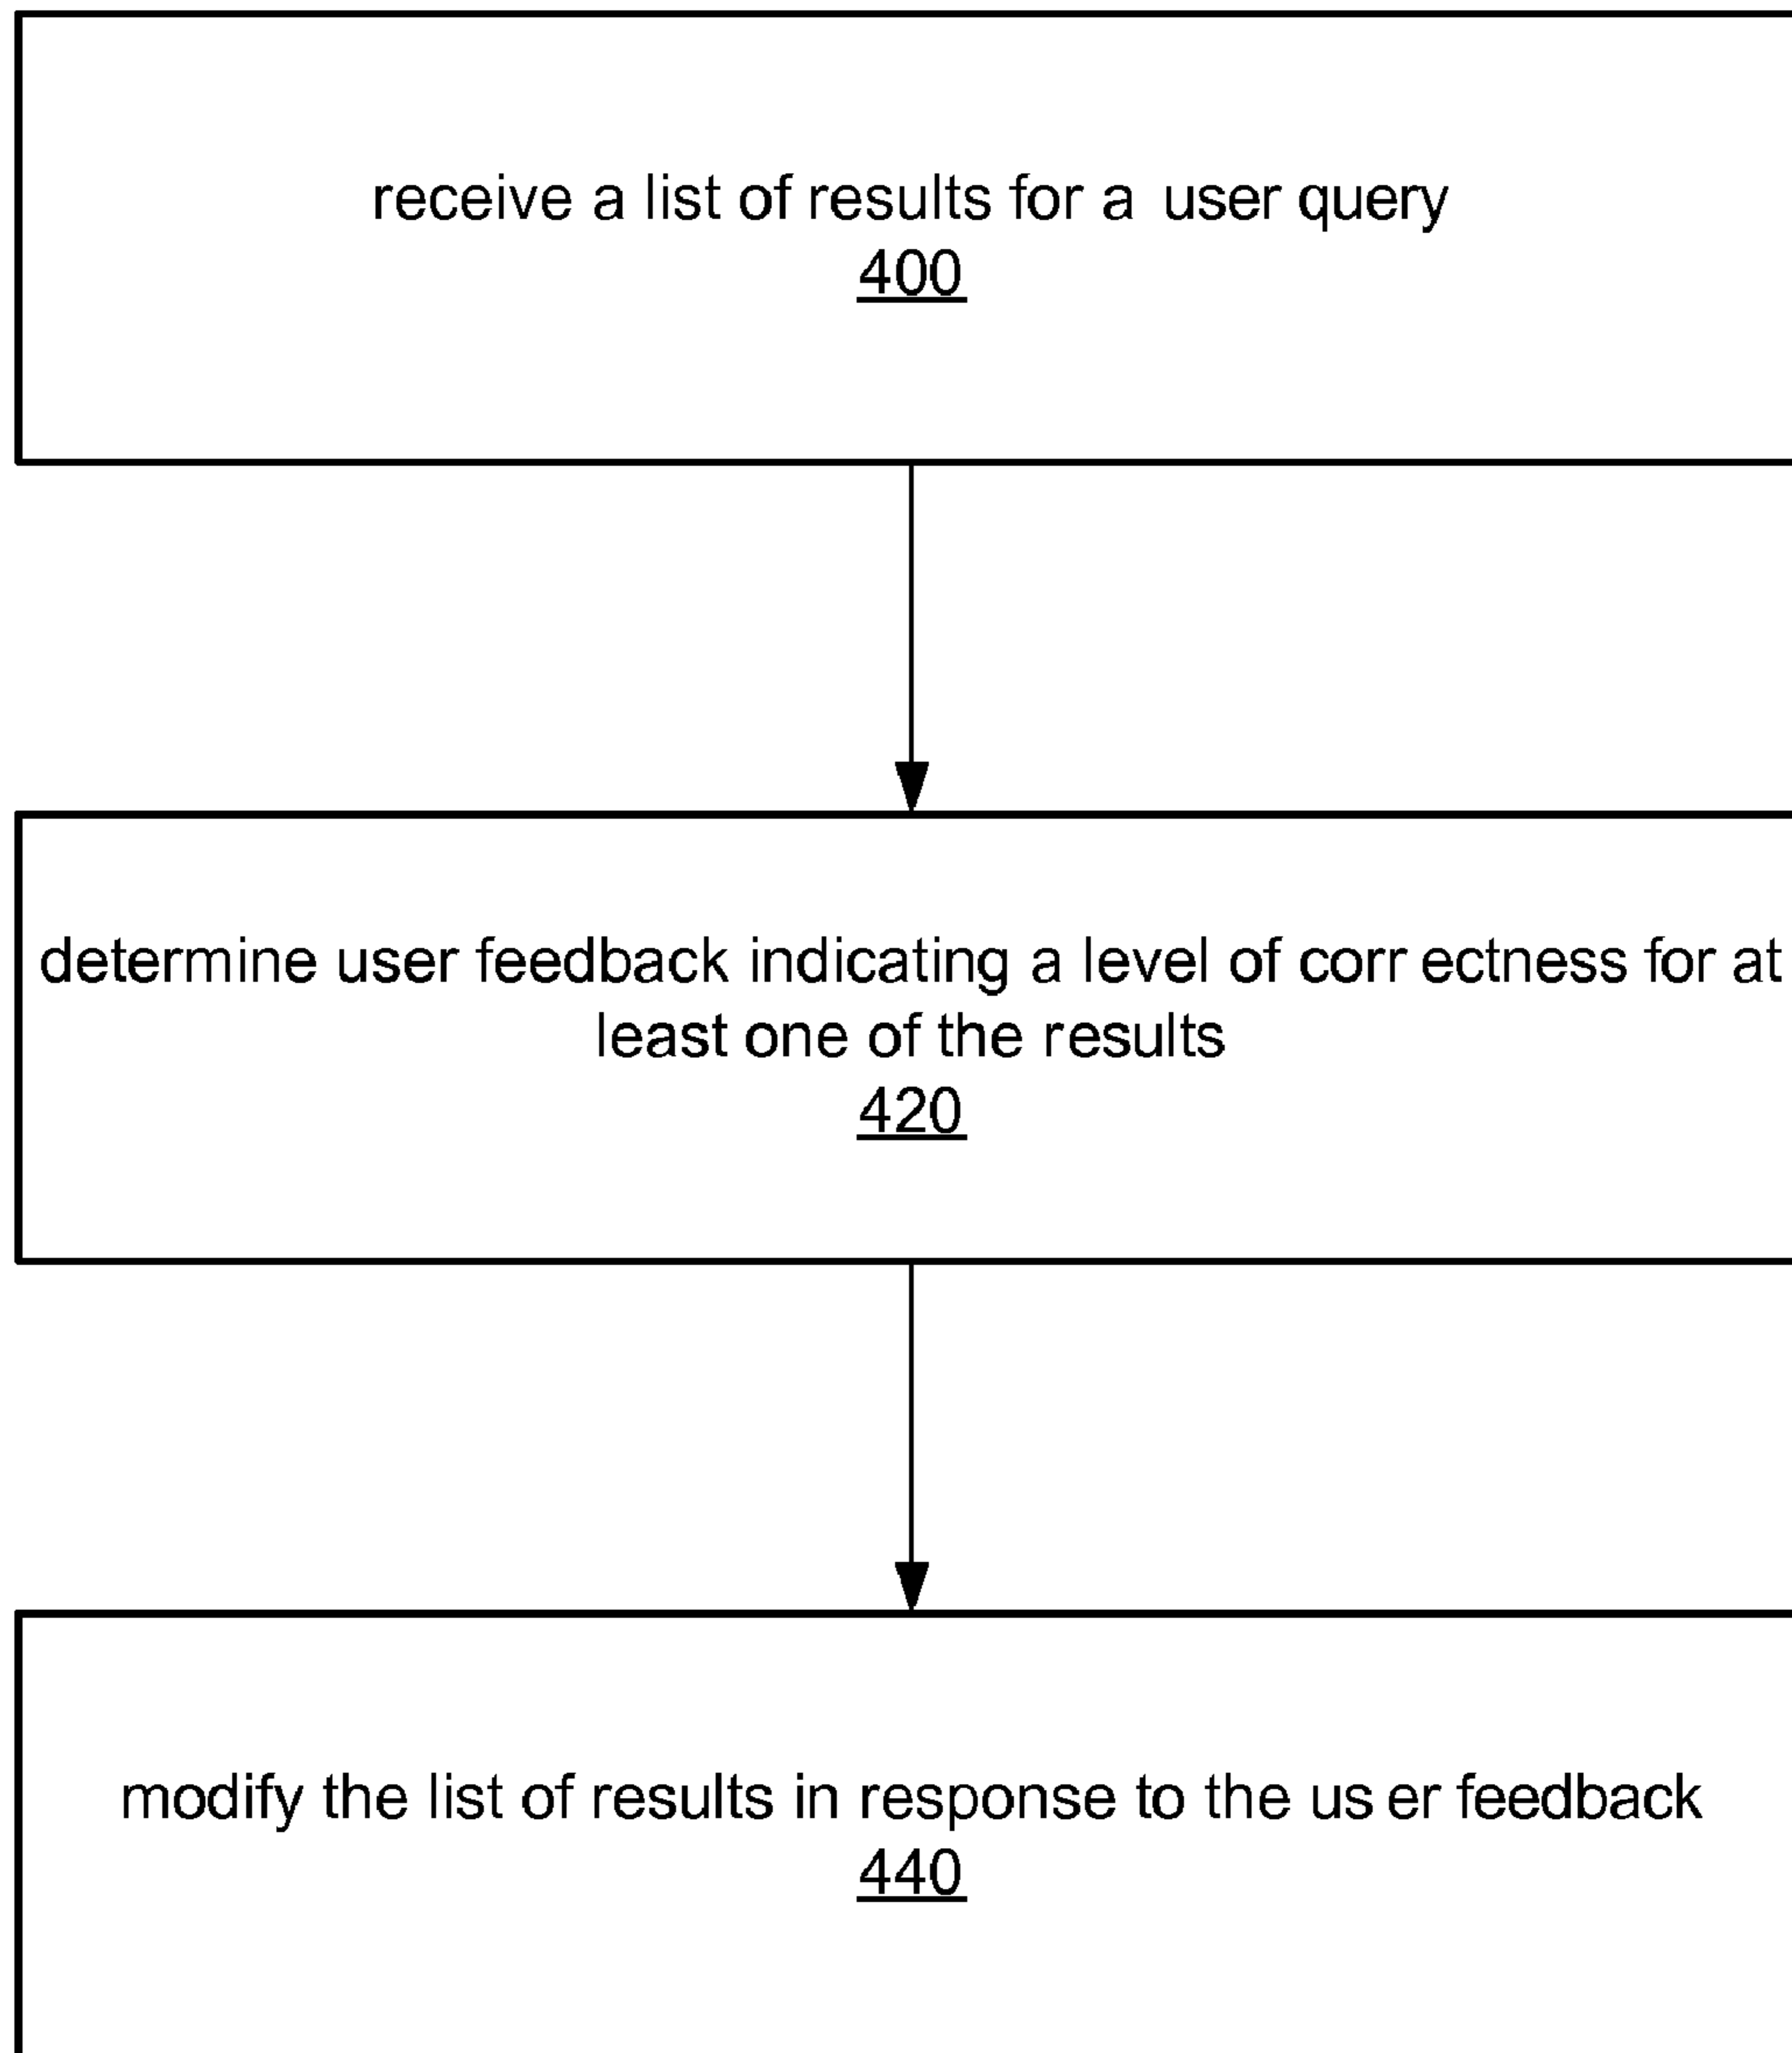 receive a list of results for a user query
400
determine user feedback indicating a level of corr ectness for at
least one of the results
420
modify the list of results in response to the us er feedback
440